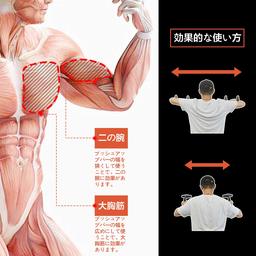 効果的な使い方
二の腕
プッシュアッ
プバーの幅を
狭くして使う
ことで、二の
腕に効果があ
ります。
大胸筋
プッシュアッ
プバーの幅を
広めにして使
うことで、大
胸筋に効果が
あります。